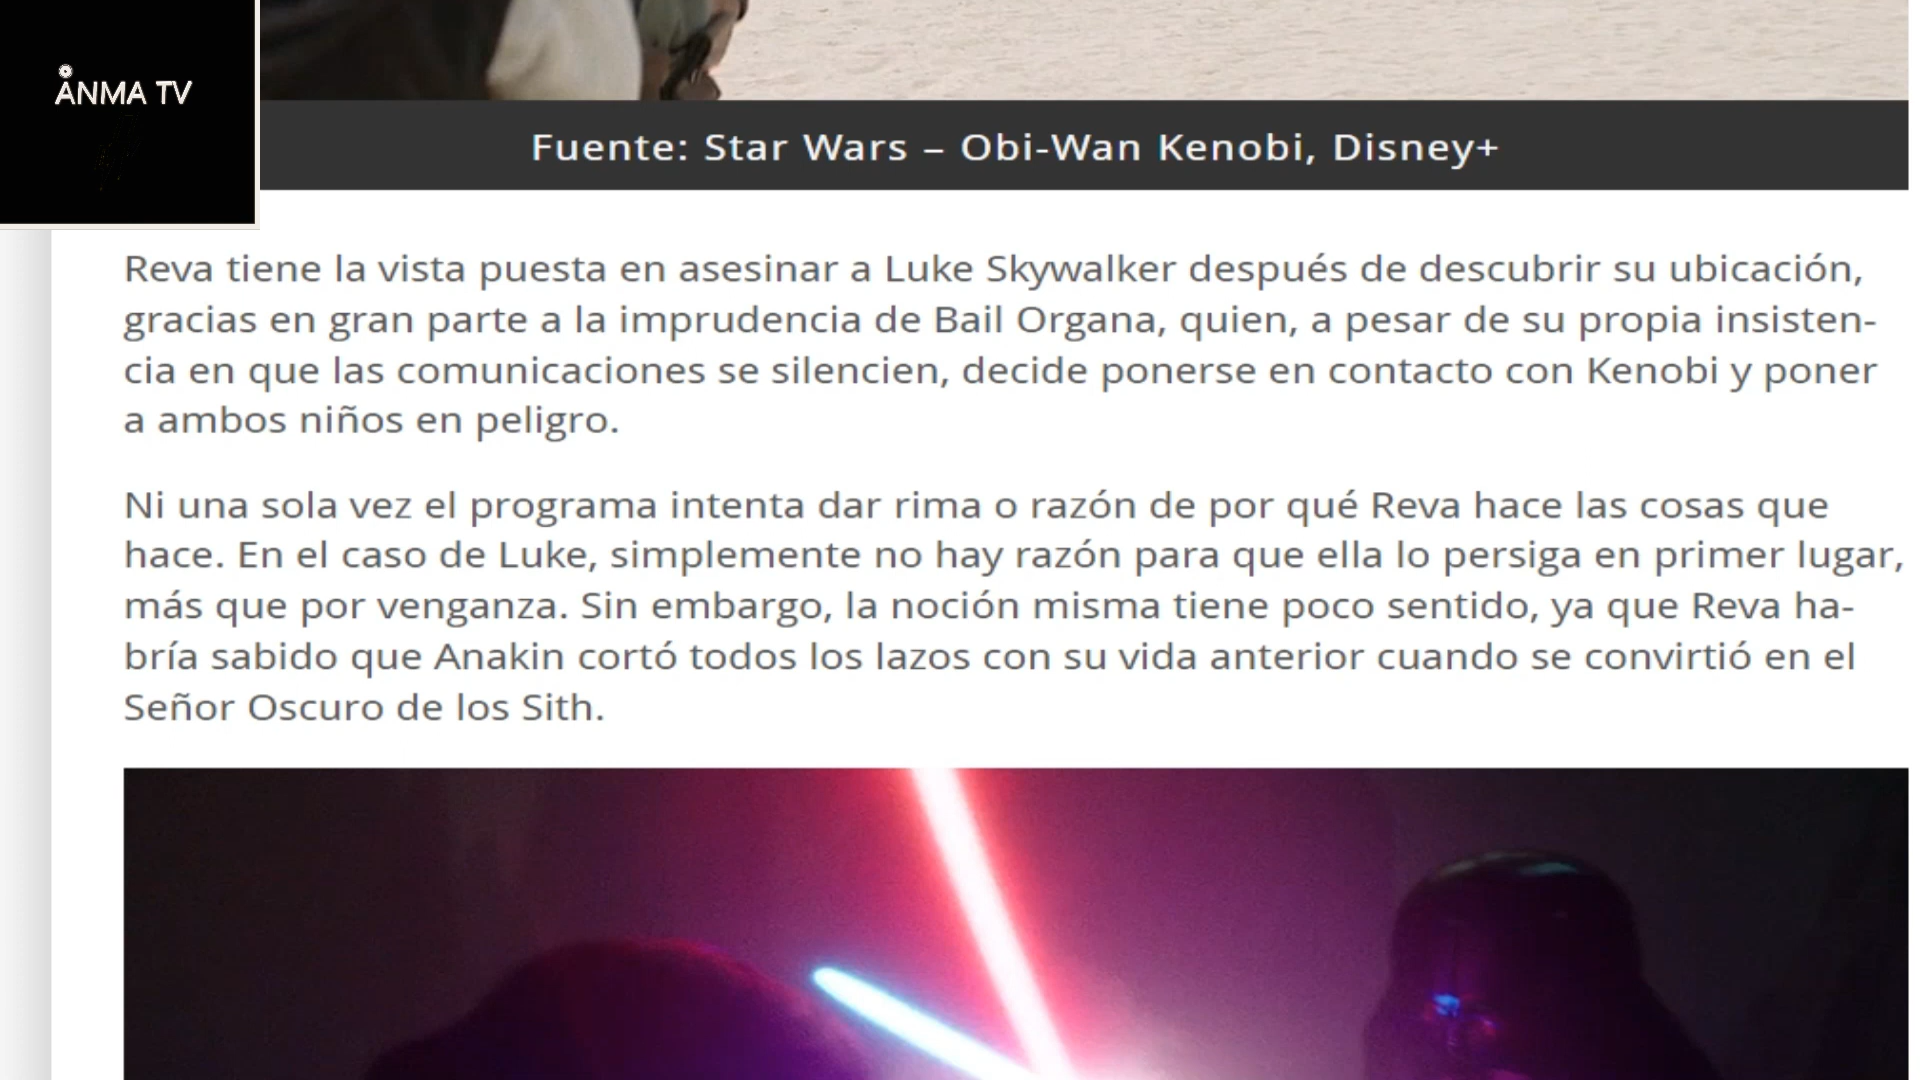 ANMA TV
Fuente: Star Wars – Obi-Wan Kenobi, Disney+
Reva tiene la vista puesta en asesinar a Luke Skywalker después de descubrir su ubicación,
gracias en gran parte a la imprudencia de Bail Organa, quien, a pesar de su propia insisten-
cia en que las comunicaciones se silencien, decide ponerse en contacto con Kenobi y poner
a ambos niños en peligro.
Ni una sola vez el programa intenta dar rima o razón de por qué Reva hace las cosas que
hace. En el caso de Luke, simplemente no hay razón para que ella lo persiga en primer lugar,
más que por venganza. Sin embargo, la noción misma tiene poco sentido, ya que Reva ha-
bría sabido que Anakin cortó todos los lazos con su vida anterior cuando se convirtió en el
Señor Oscuro de los Sith.